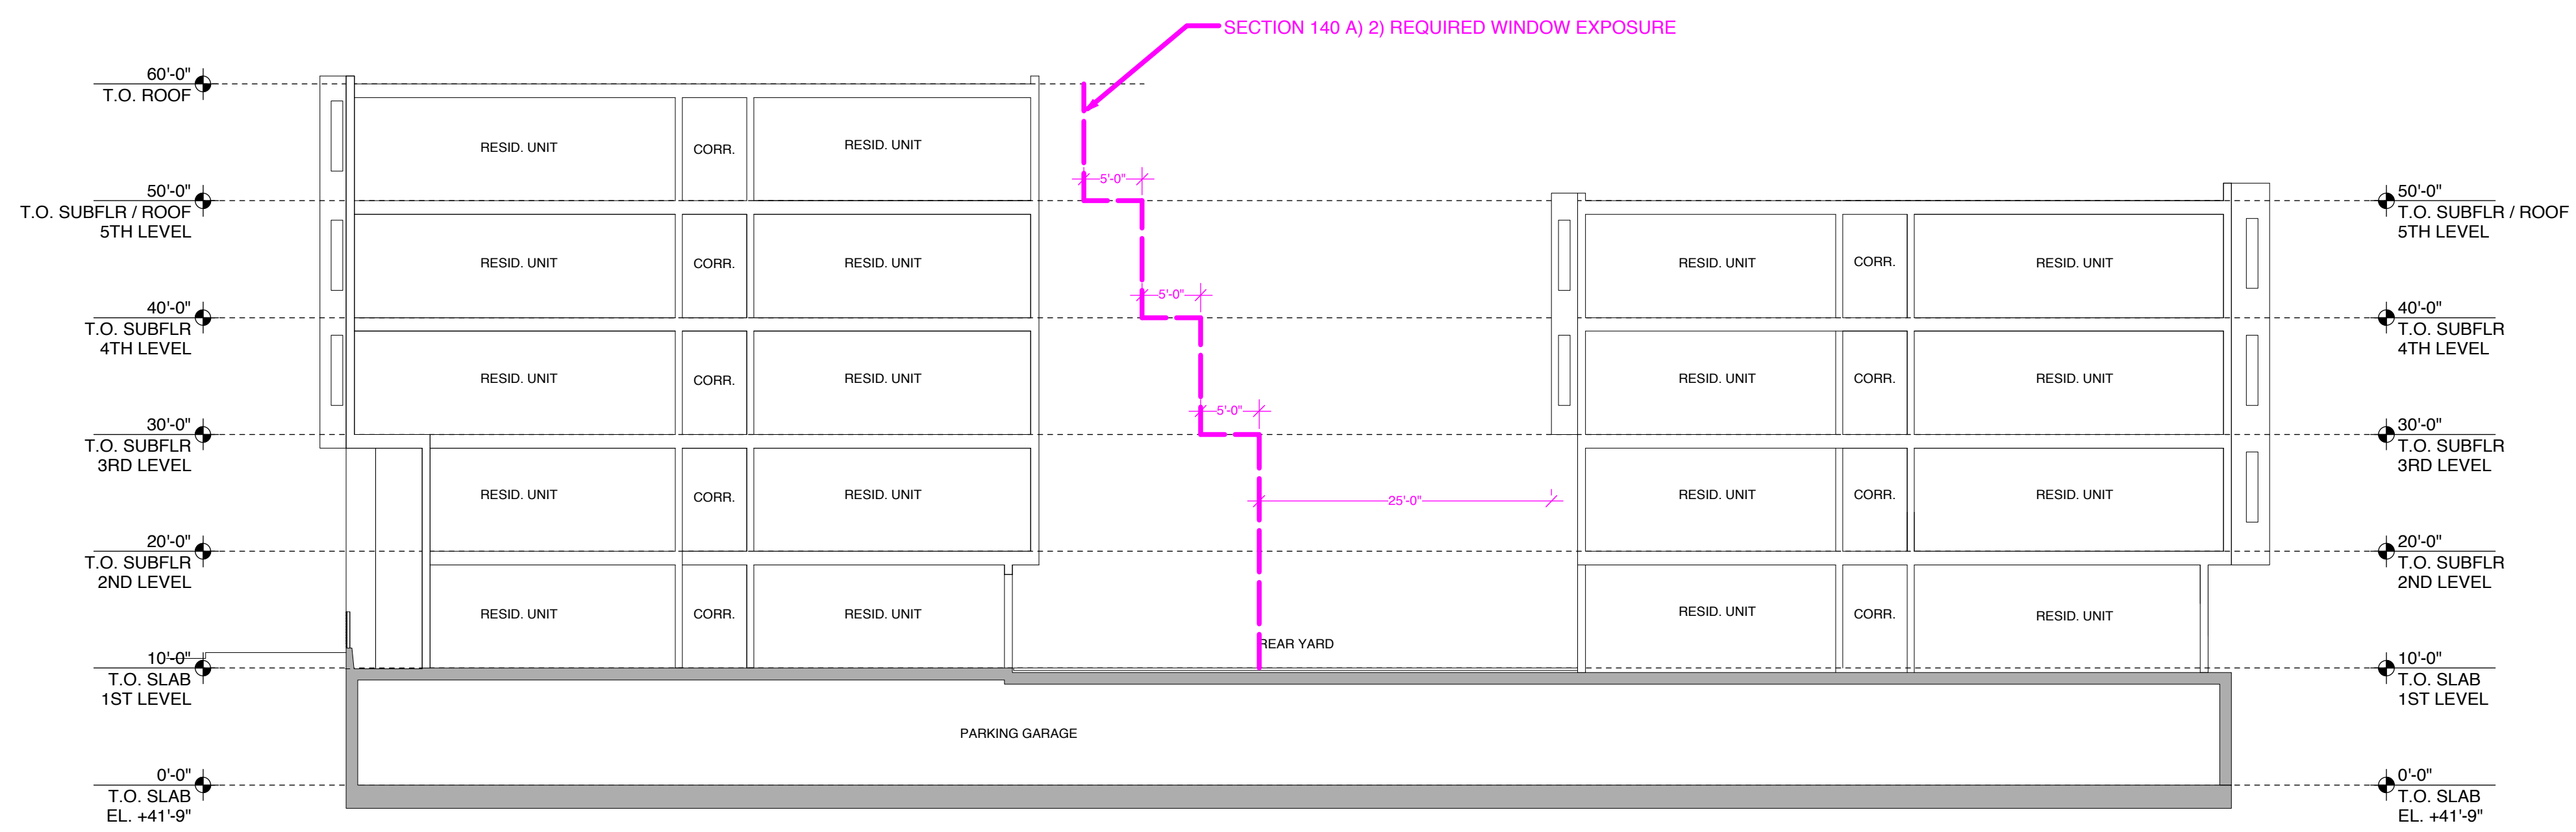 SECTION 140 A) 2) REQUIRED WINDOW EXPOSURE
60'-0"
T.O. ROOF
RESID. UNIT
CORR.
RESID. UNIT
5'-0"
50'-0"
T.O. SUBFLR / ROOF
5TH LEVEL
50'-0"
T.O. SUBFLR / ROOF
5TH LEVEL
RESID. UNIT
CORR.
RESID. UNIT
RESID. UNIT
CORR.
RESID. UNIT
5'-0"
40'-0"
T.O. SUBFLR
4TH LEVEL
40'-0"
T.O. SUBFLR
4TH LEVEL
RESID. UNIT
CORR.
RESID. UNIT
RESID. UNIT
CORR.
RESID. UNIT
5'-0"
30'-0"
T.O. SUBFLR
3RD LEVEL
30'-0"
T.O. SUBFLR
3RD LEVEL
RESID. UNIT
CORR.
RESID. UNIT
25'-0"
RESID. UNIT
CORR.
RESID. UNIT
20'-0"
T.O. SUBFLR
2ND LEVEL
20'-0"
T.O. SUBFLR
2ND LEVEL
RESID. UNIT
CORR.
RESID. UNIT
RESID. UNIT
CORR.
RESID. UNIT
REAR YARD
10'-0"
T.O. SLAB
1ST LEVEL
10'-0"
T.O. SLAB
1ST LEVEL
PARKING GARAGE
0'-0"
T.O. SLAB
EL. +41'-9"
0'-0"
T.O. SLAB
EL. +41'-9"